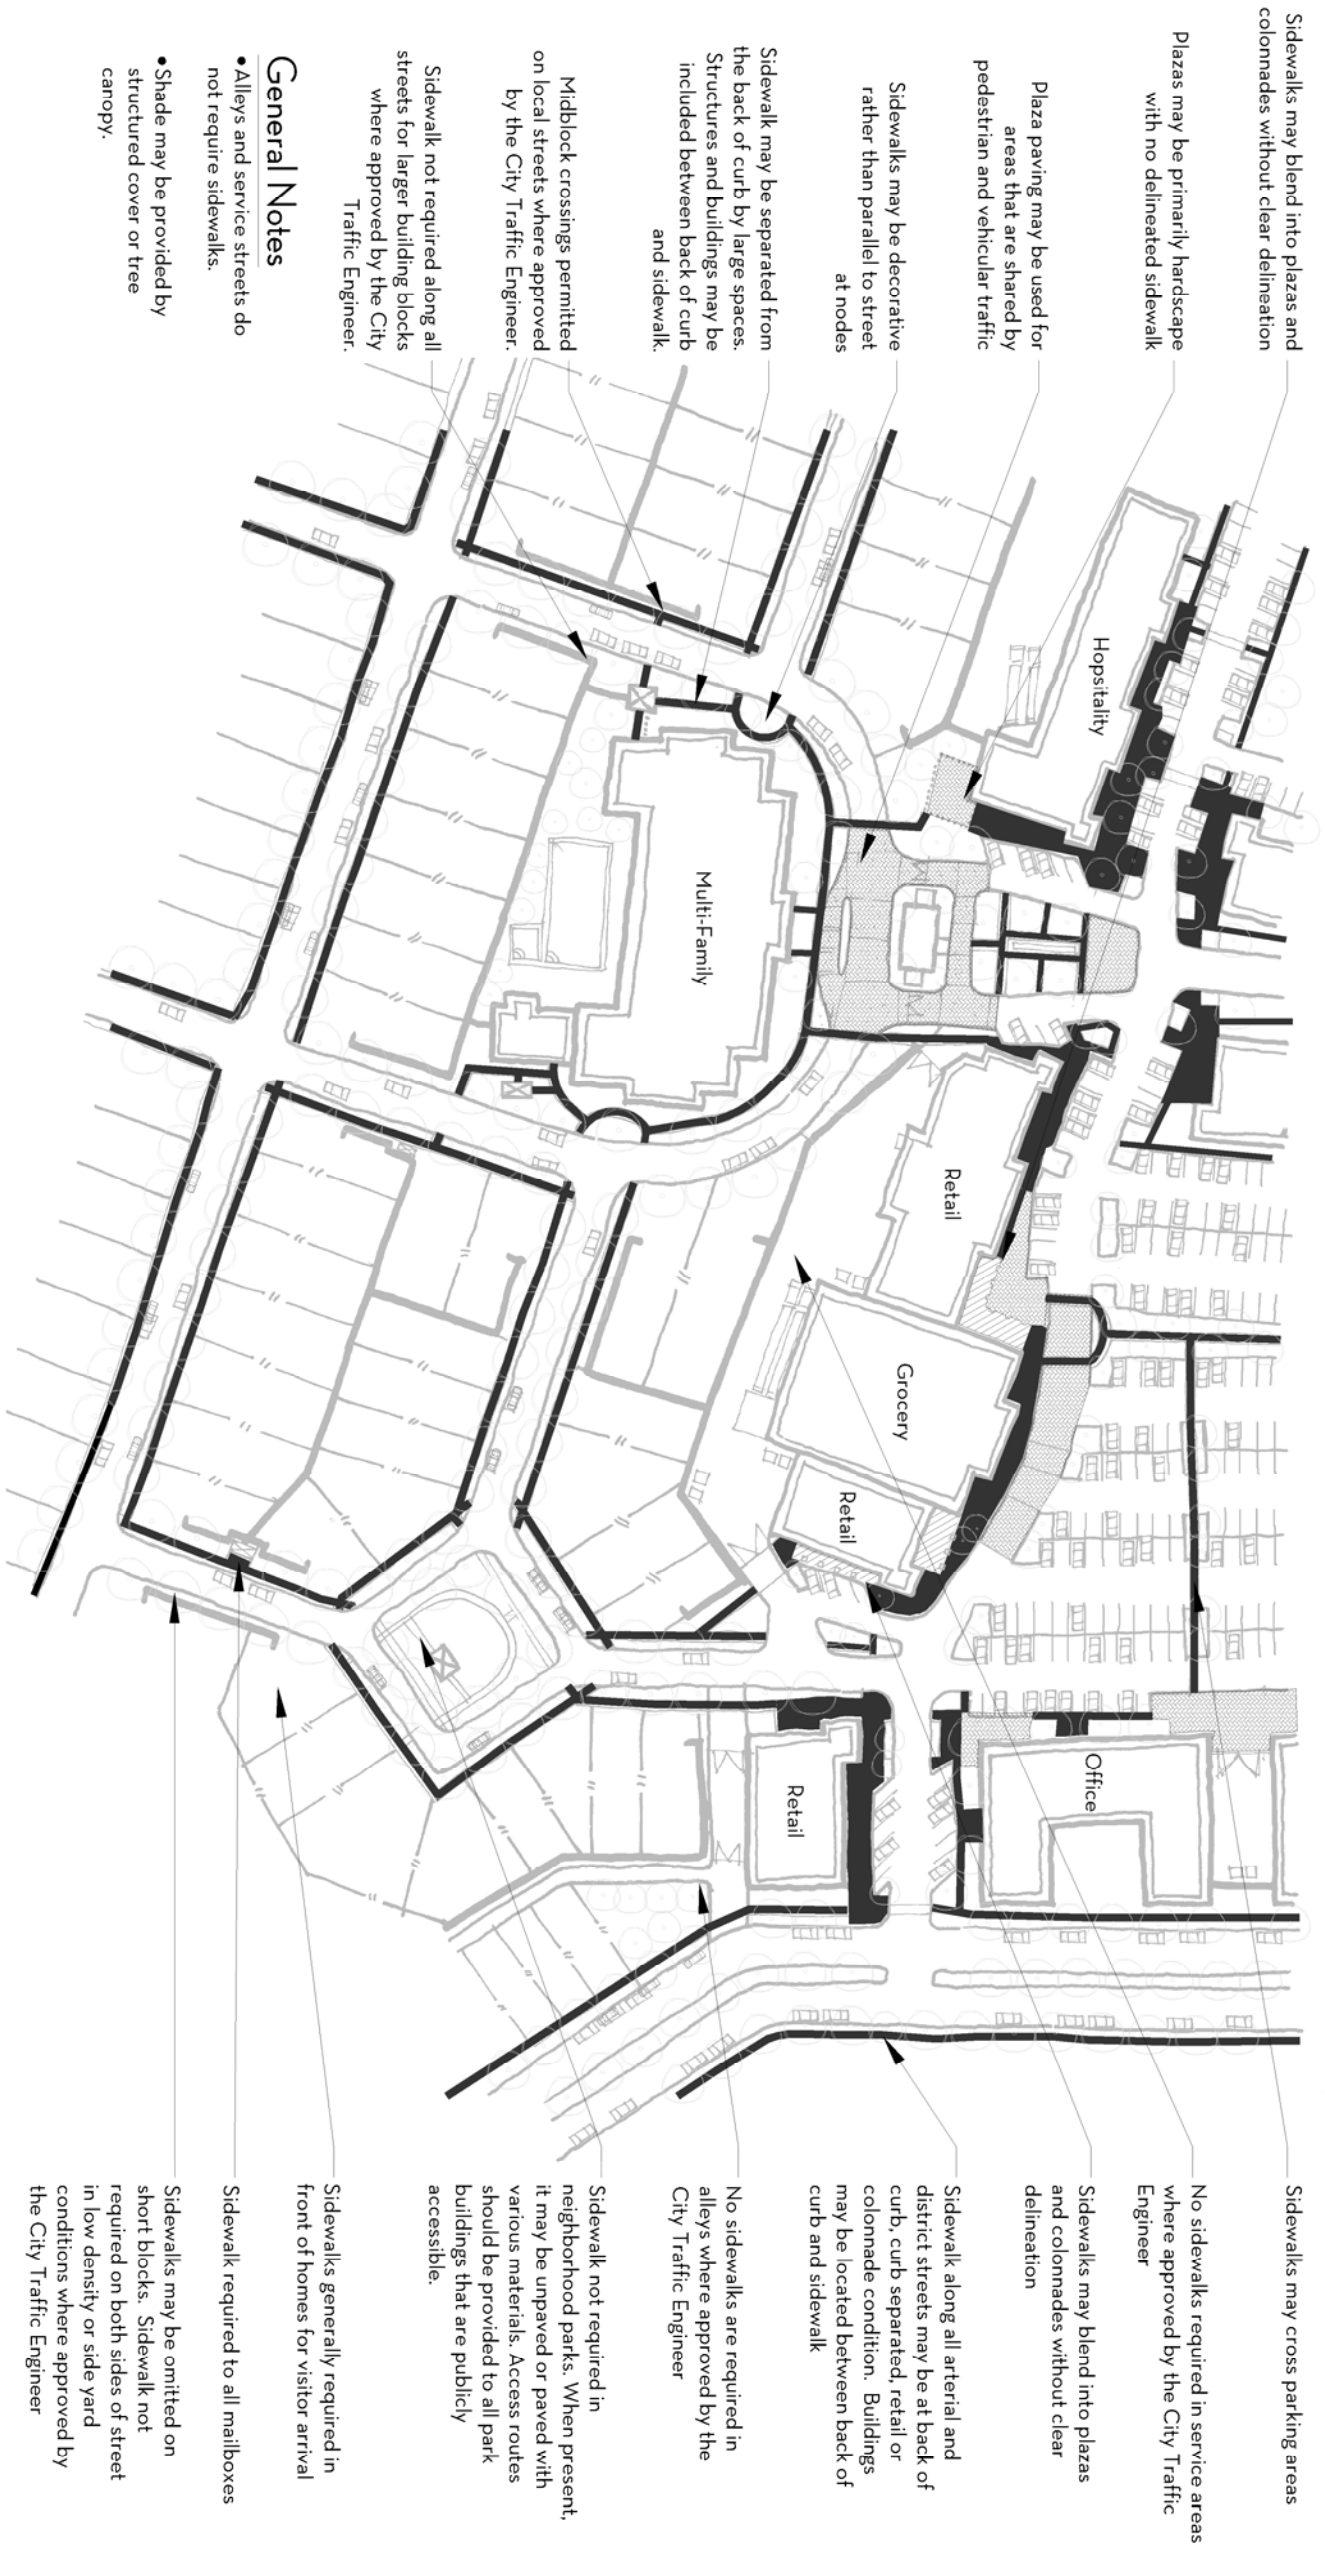 Sidewalks may blend into plazas and
colonnades without clear delineation
Plazas may be primarily hardscape
with no delineated sidewalk
Plaza paving may be used for
areas that are shared by
pedestrian and vehicular traffic
Sidewalks may be decorative
rather than parallel to street
at nodes
Sidewalk may be separated from
the back of curb by large spaces.
Structures and buildings may be
included between back of curb
and sidewalk.
Midblock crossings permitted
on local streets where approved
by the City Traffic Engineer.
Sidewalk not required along all
streets for larger building blocks
where approved by the City
Traffic Engineer.
General Notes
• Alleys and service streets do
not require sidewalks.
• Shade may be provided by
structured cover or tree
canopy.
Hopsitality
Multi-Family
Retail
Grocery
Retail
Office
Retail
Sidewalks may cross parking areas
No sidewalks required in service areas
where approved by the City Traffic
Engineer
Sidewalks may blend into plazas
and colonnades without clear
delineation
Sidewalk along all arterial and
district streets may be at back of
curb, curb separated, retail or
colonnade condition. Buildings
may be located between back of
curb and sidewalk
No sidewalks are required in
alleys where approved by the
City Traffic Engineer
Sidewalk not required in
neighborhood parks. When present,
it may be unpaved or paved with
various materials. Access routes
should be provided to all park
buildings that are publicly
accessible.
Sidewalks generally required in
front of homes for visitor arrival
Sidewalk required to all mailboxes
Sidewalks may be omitted on
short blocks. Sidewalk not
required on both sides of street
in low density or side yard
conditions where approved by
the City Traffic Engineer